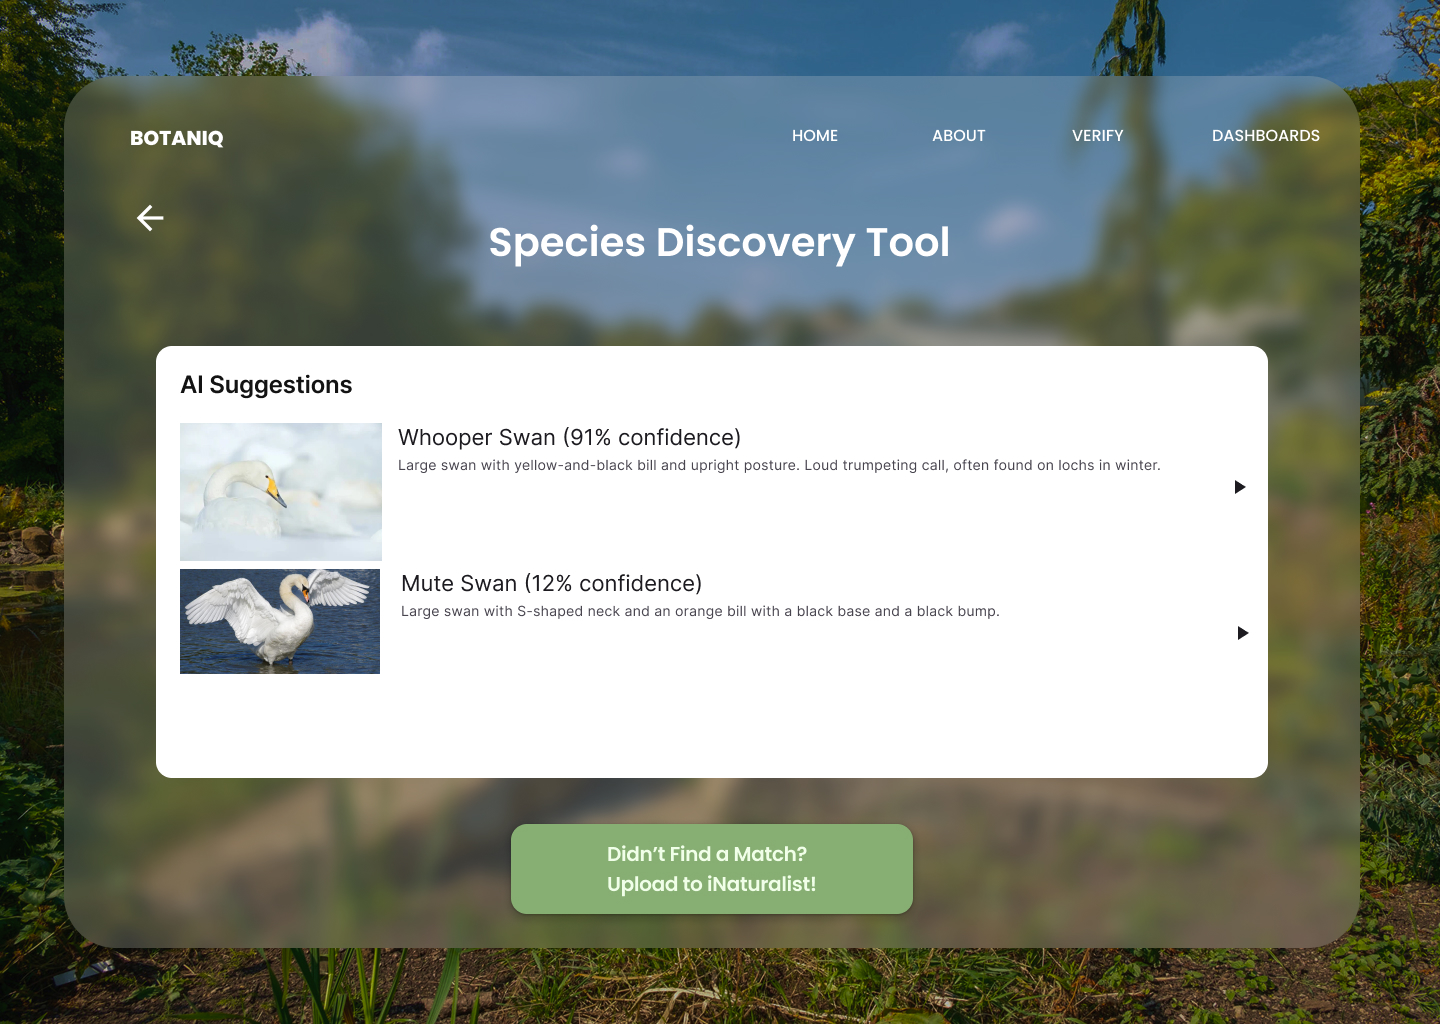 BOTANIQ
HOME ABOUT VERIFY DASHBOARDS
Species Discovery Tool
AI Suggestions
Whooper Swan (91% confidence)
Large swan with yellow-and-black bill and upright posture. Loud trumpeting call, often found on lochs in winter.
Mute Swan (12% confidence)
Large swan with S-shaped neck and an orange bill with a black base and a black bump.
Didn’t Find a Match?
Upload to iNaturalist!